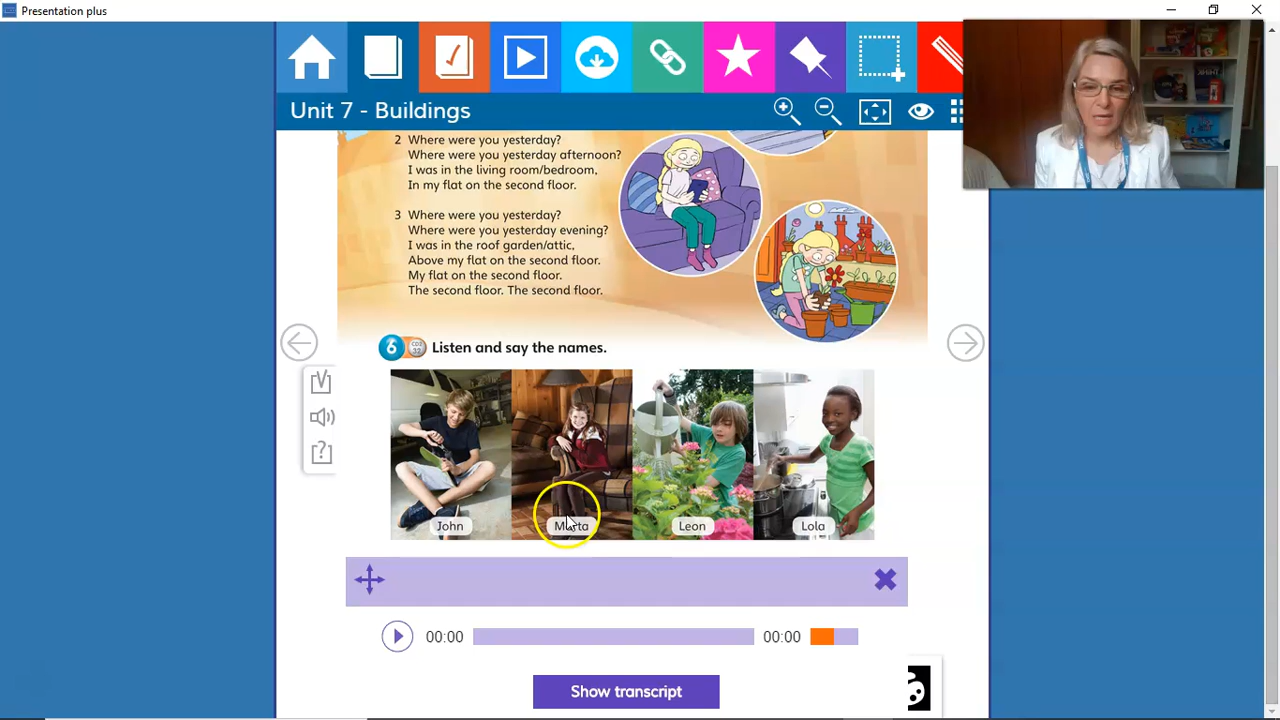 Presentation plus
Unit 7 - Buildings
2 Where were you yesterday?
Where were you yesterday afternoon?
I was in the living room/bedroom,
In my flat on the second floor.
3 Where were you yesterday?
Where were you yesterday evening?
I was in the roof garden/attic,
Above my flat on the second floor.
My flat on the second floor.
The second floor. The second floor.
6 CD2 32 Listen and say the names.
John
Leon
Lola
00:00
00:00
Show transcript